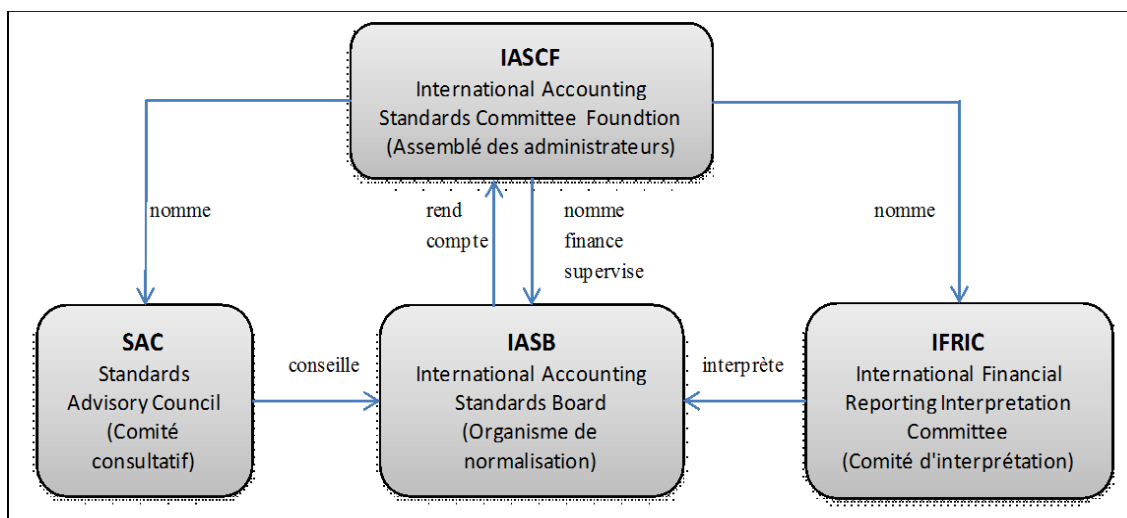 IASCF
International Accounting
Standards Committee Foundtion
(Assemblé des administrateurs)
nomme
rend
compte
nomme
finance
supervise
nomme
SAC
Standards
Advisory Council
(Comité
consultatif)
conseille
IASB
International Accounting
Standards Board
(Organisme de
normalisation)
interprète
IFRIC
International Financial
Reporting Interpretation
Committee
(Comité d'interprétation)